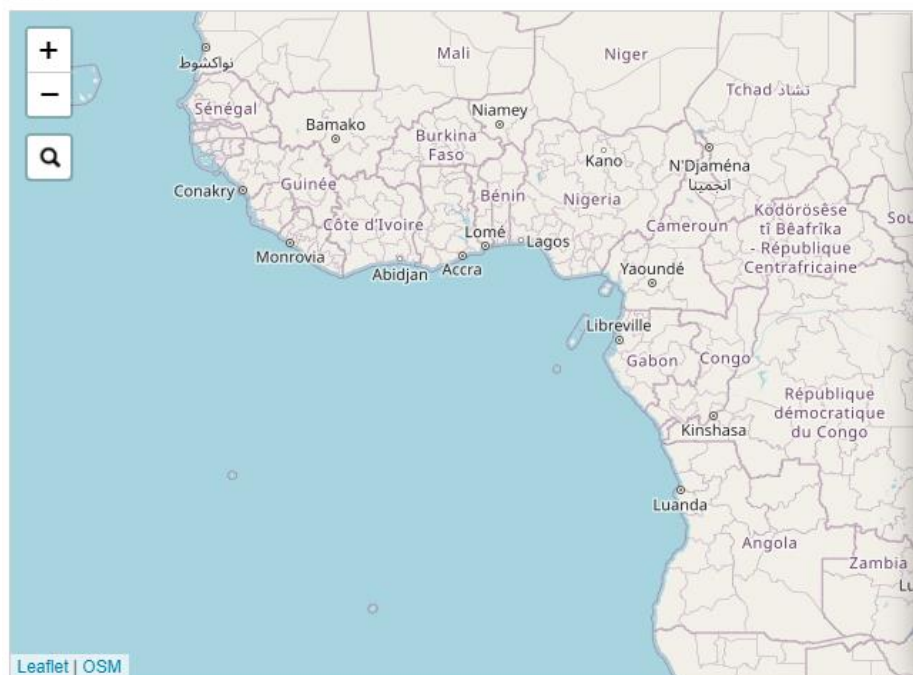 +
−
نواكشوط
Mali
Niger
Tchad تشاد
Sénégal
Bamako
Niamey
Burkina
Faso
Kano
N'Djaména
انجمينا
Conakry
Guinée
Bénin
Nigeria
Côte d'Ivoire
Lomé
Lagos
Cameroun
Ködörösêse
tî Bêafrîka
- République
Centrafricaine
Monrovia
Abidjan
Accra
Yaoundé
Libreville
Gabon
Congo
République
démocratique
du Congo
Kinshasa
Luanda
Angola
Zambia
Leaflet | OSM